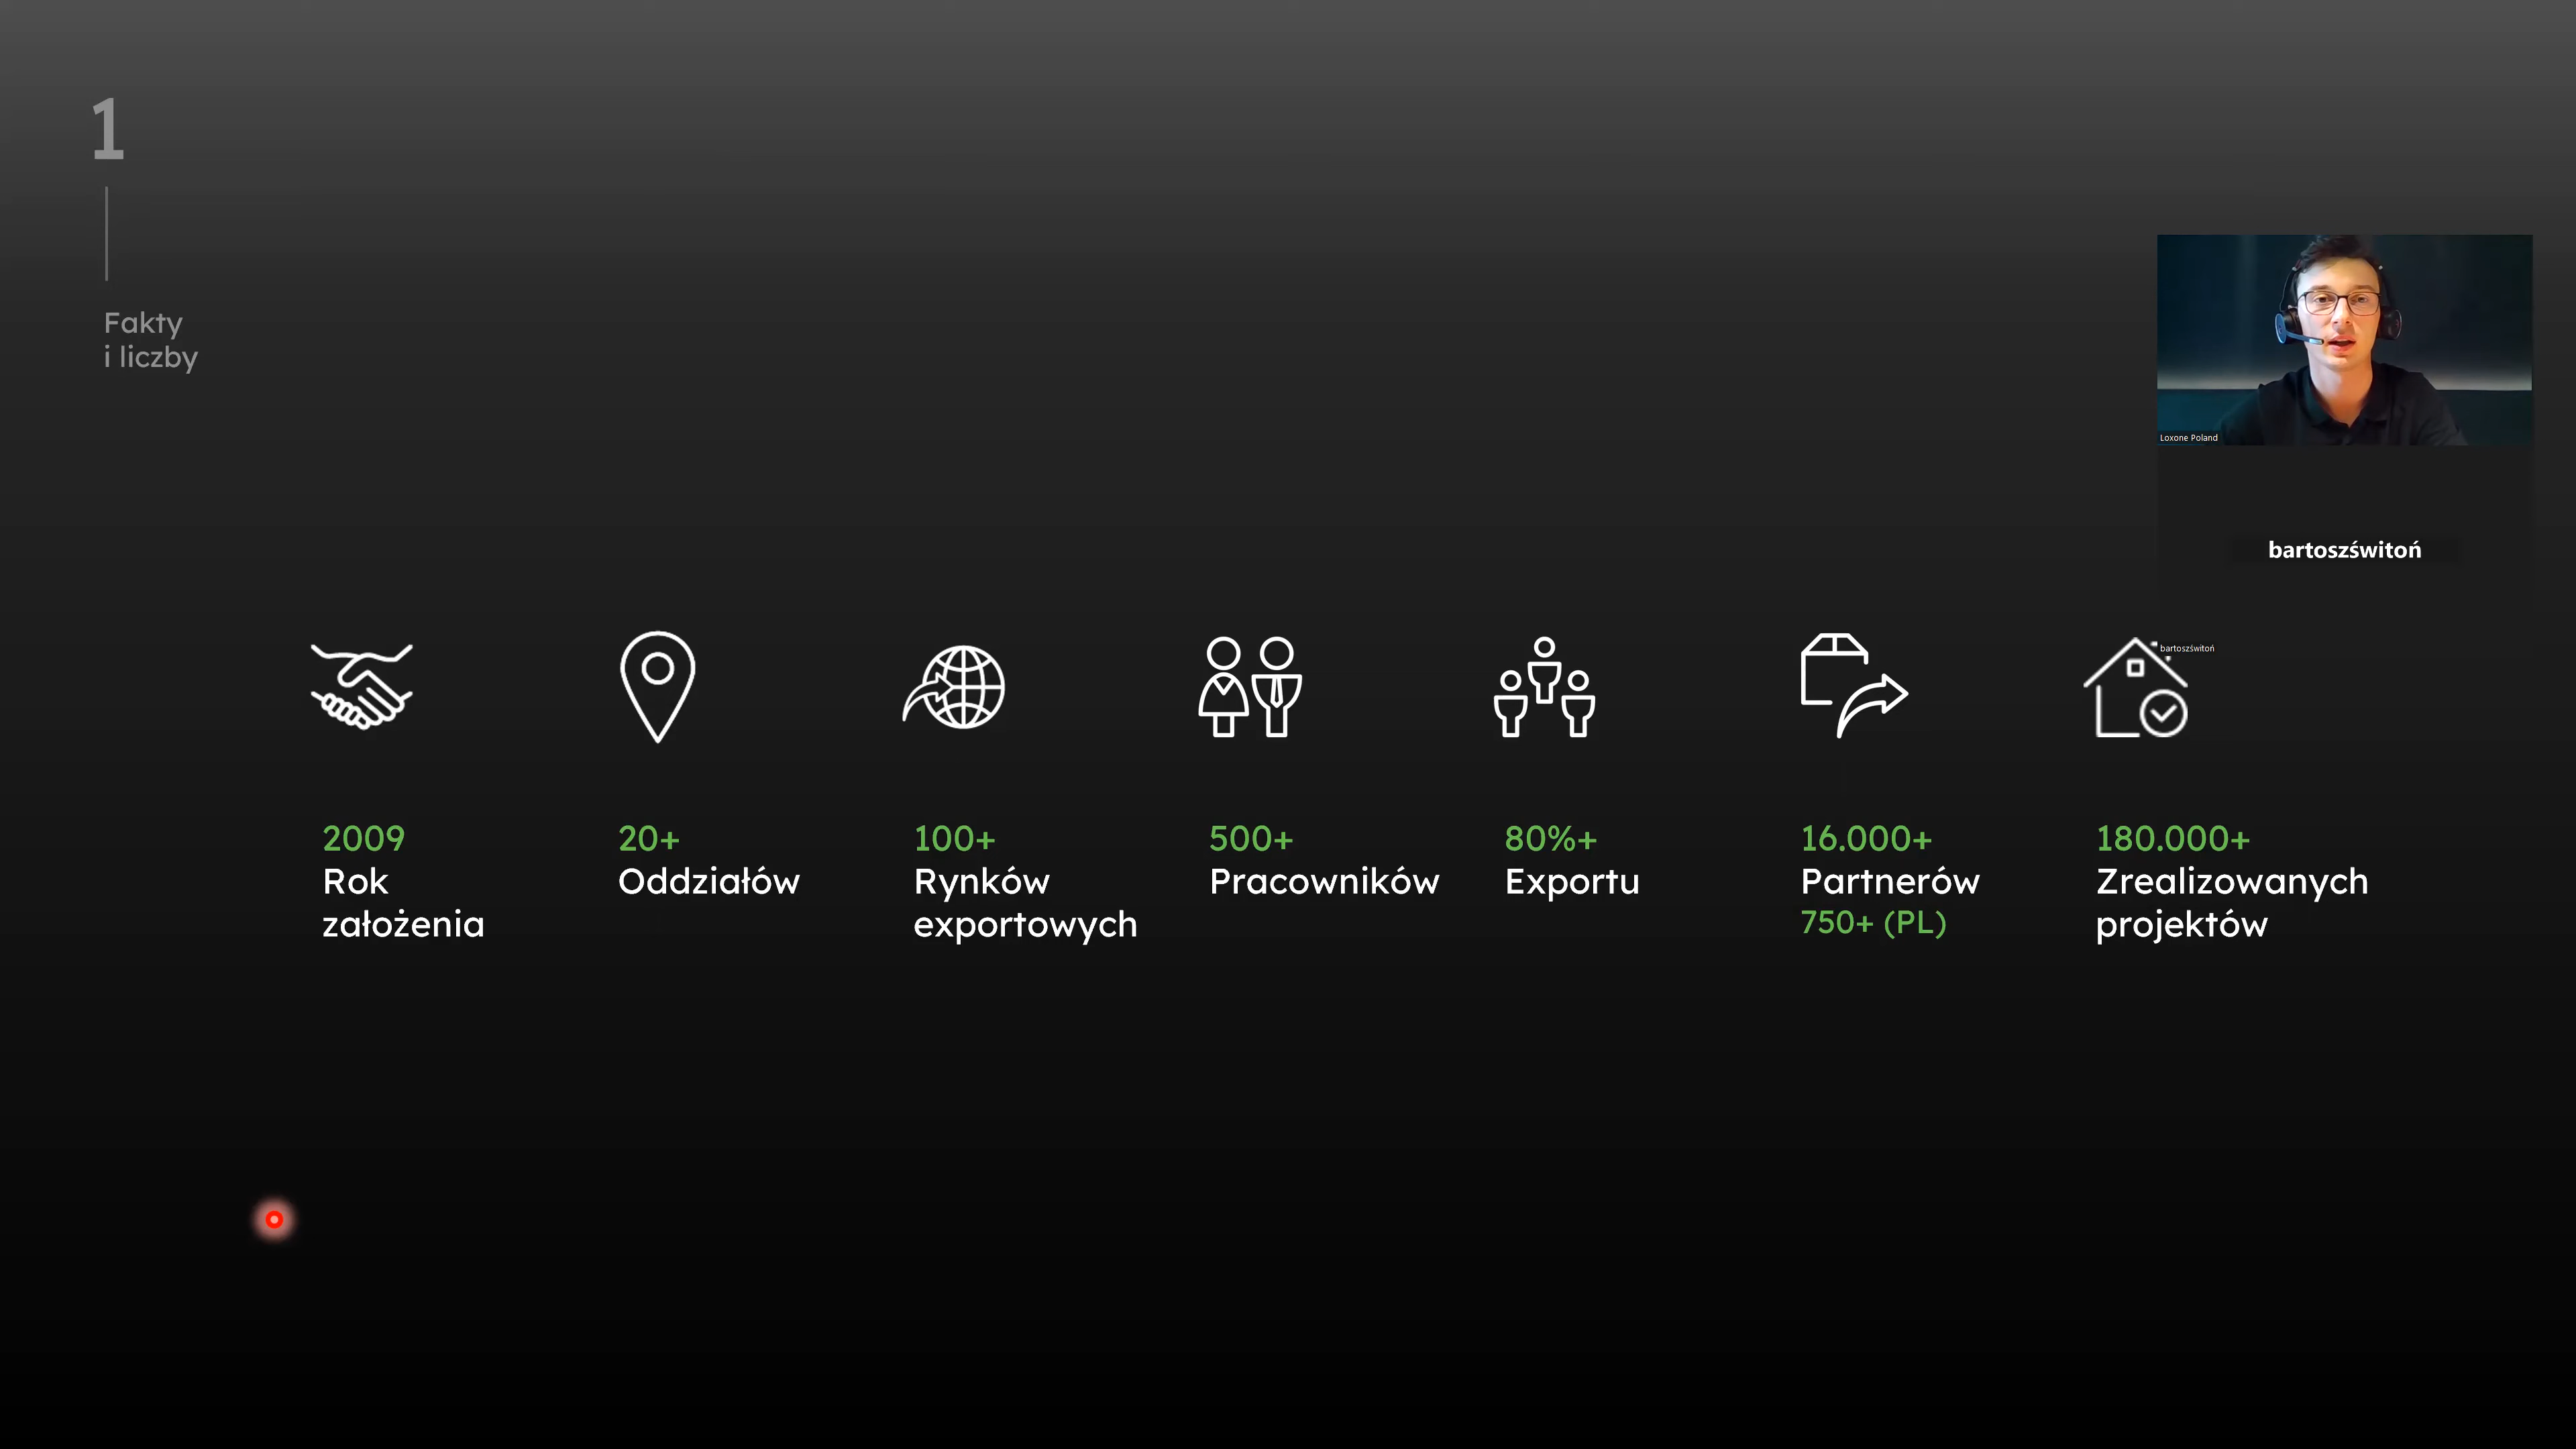 1
Fakty
i liczby
Loxone Poland
bartoszświtoń
bartoszświtoń
2009
Rok
założenia
20+
Oddziałów
100+
Rynków
exportowych
500+
Pracowników
80%+
Exportu
16.000+
Partnerów
750+ (PL)
180.000+
Zrealizowanych
projektów